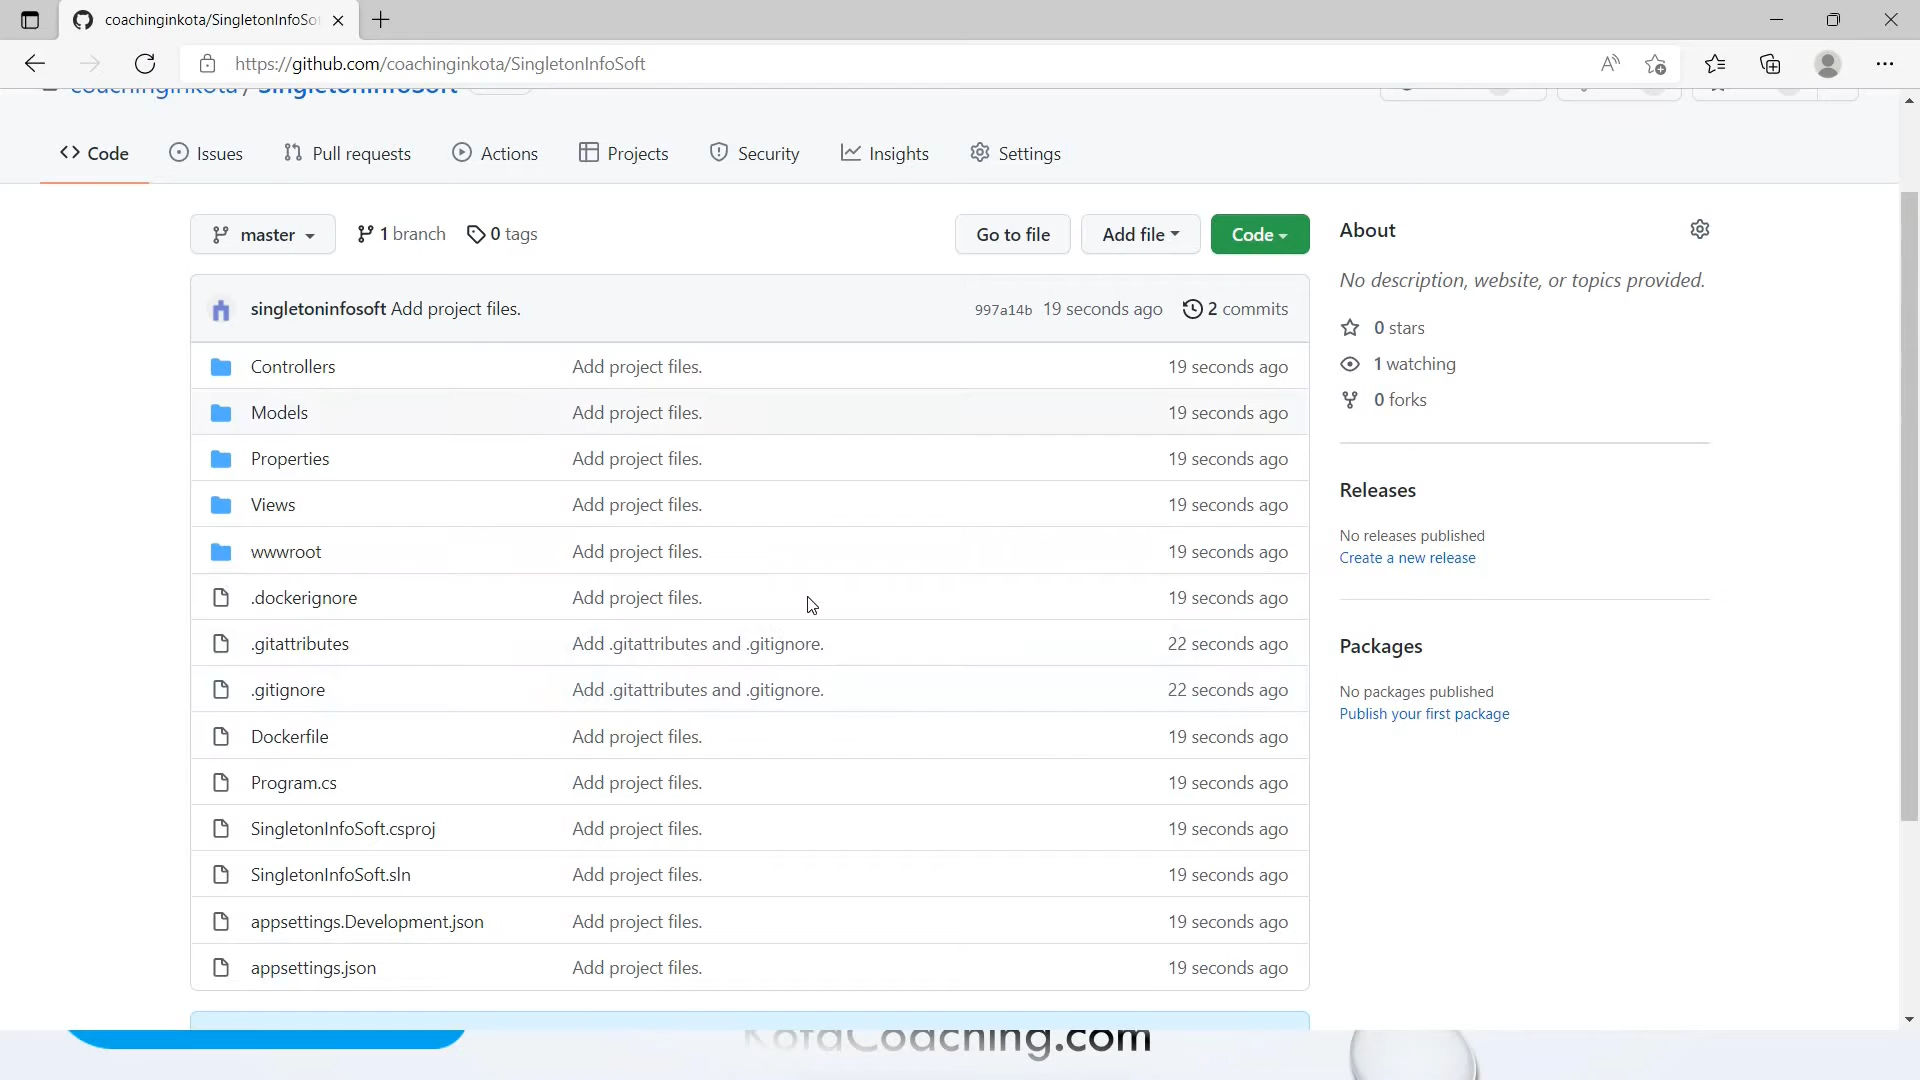 coachinginkota/SingletonInfoSo
https://github.com/coachinginkota/SingletonInfoSoft
coachinginkota / SingletonInfoSoft
Code Issues Pull requests Actions Projects Security Insights Settings
master 1 branch 0 tags Go to file Add file Code
singletoninfosoft Add project files. 997a14b 19 seconds ago 2 commits
Controllers Add project files. 19 seconds ago
Models Add project files. 19 seconds ago
Properties Add project files. 19 seconds ago
Views Add project files. 19 seconds ago
wwwroot Add project files. 19 seconds ago
.dockerignore Add project files. 19 seconds ago
.gitattributes Add .gitattributes and .gitignore. 22 seconds ago
.gitignore Add .gitattributes and .gitignore. 22 seconds ago
Dockerfile Add project files. 19 seconds ago
Program.cs Add project files. 19 seconds ago
SingletonInfoSoft.csproj Add project files. 19 seconds ago
SingletonInfoSoft.sln Add project files. 19 seconds ago
appsettings.Development.json Add project files. 19 seconds ago
appsettings.json Add project files. 19 seconds ago
About
No description, website, or topics provided.
0 stars
1 watching
0 forks
Releases
No releases published
Create a new release
Packages
No packages published
Publish your first package
KotaCoaching.com